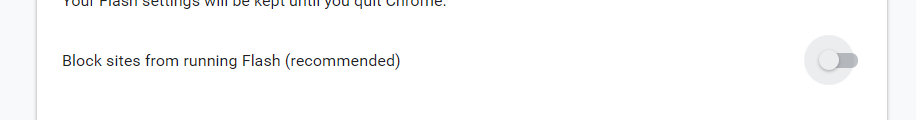 Your Flash settings will be kept until you quit Chrome.
Block sites from running Flash (recommended)